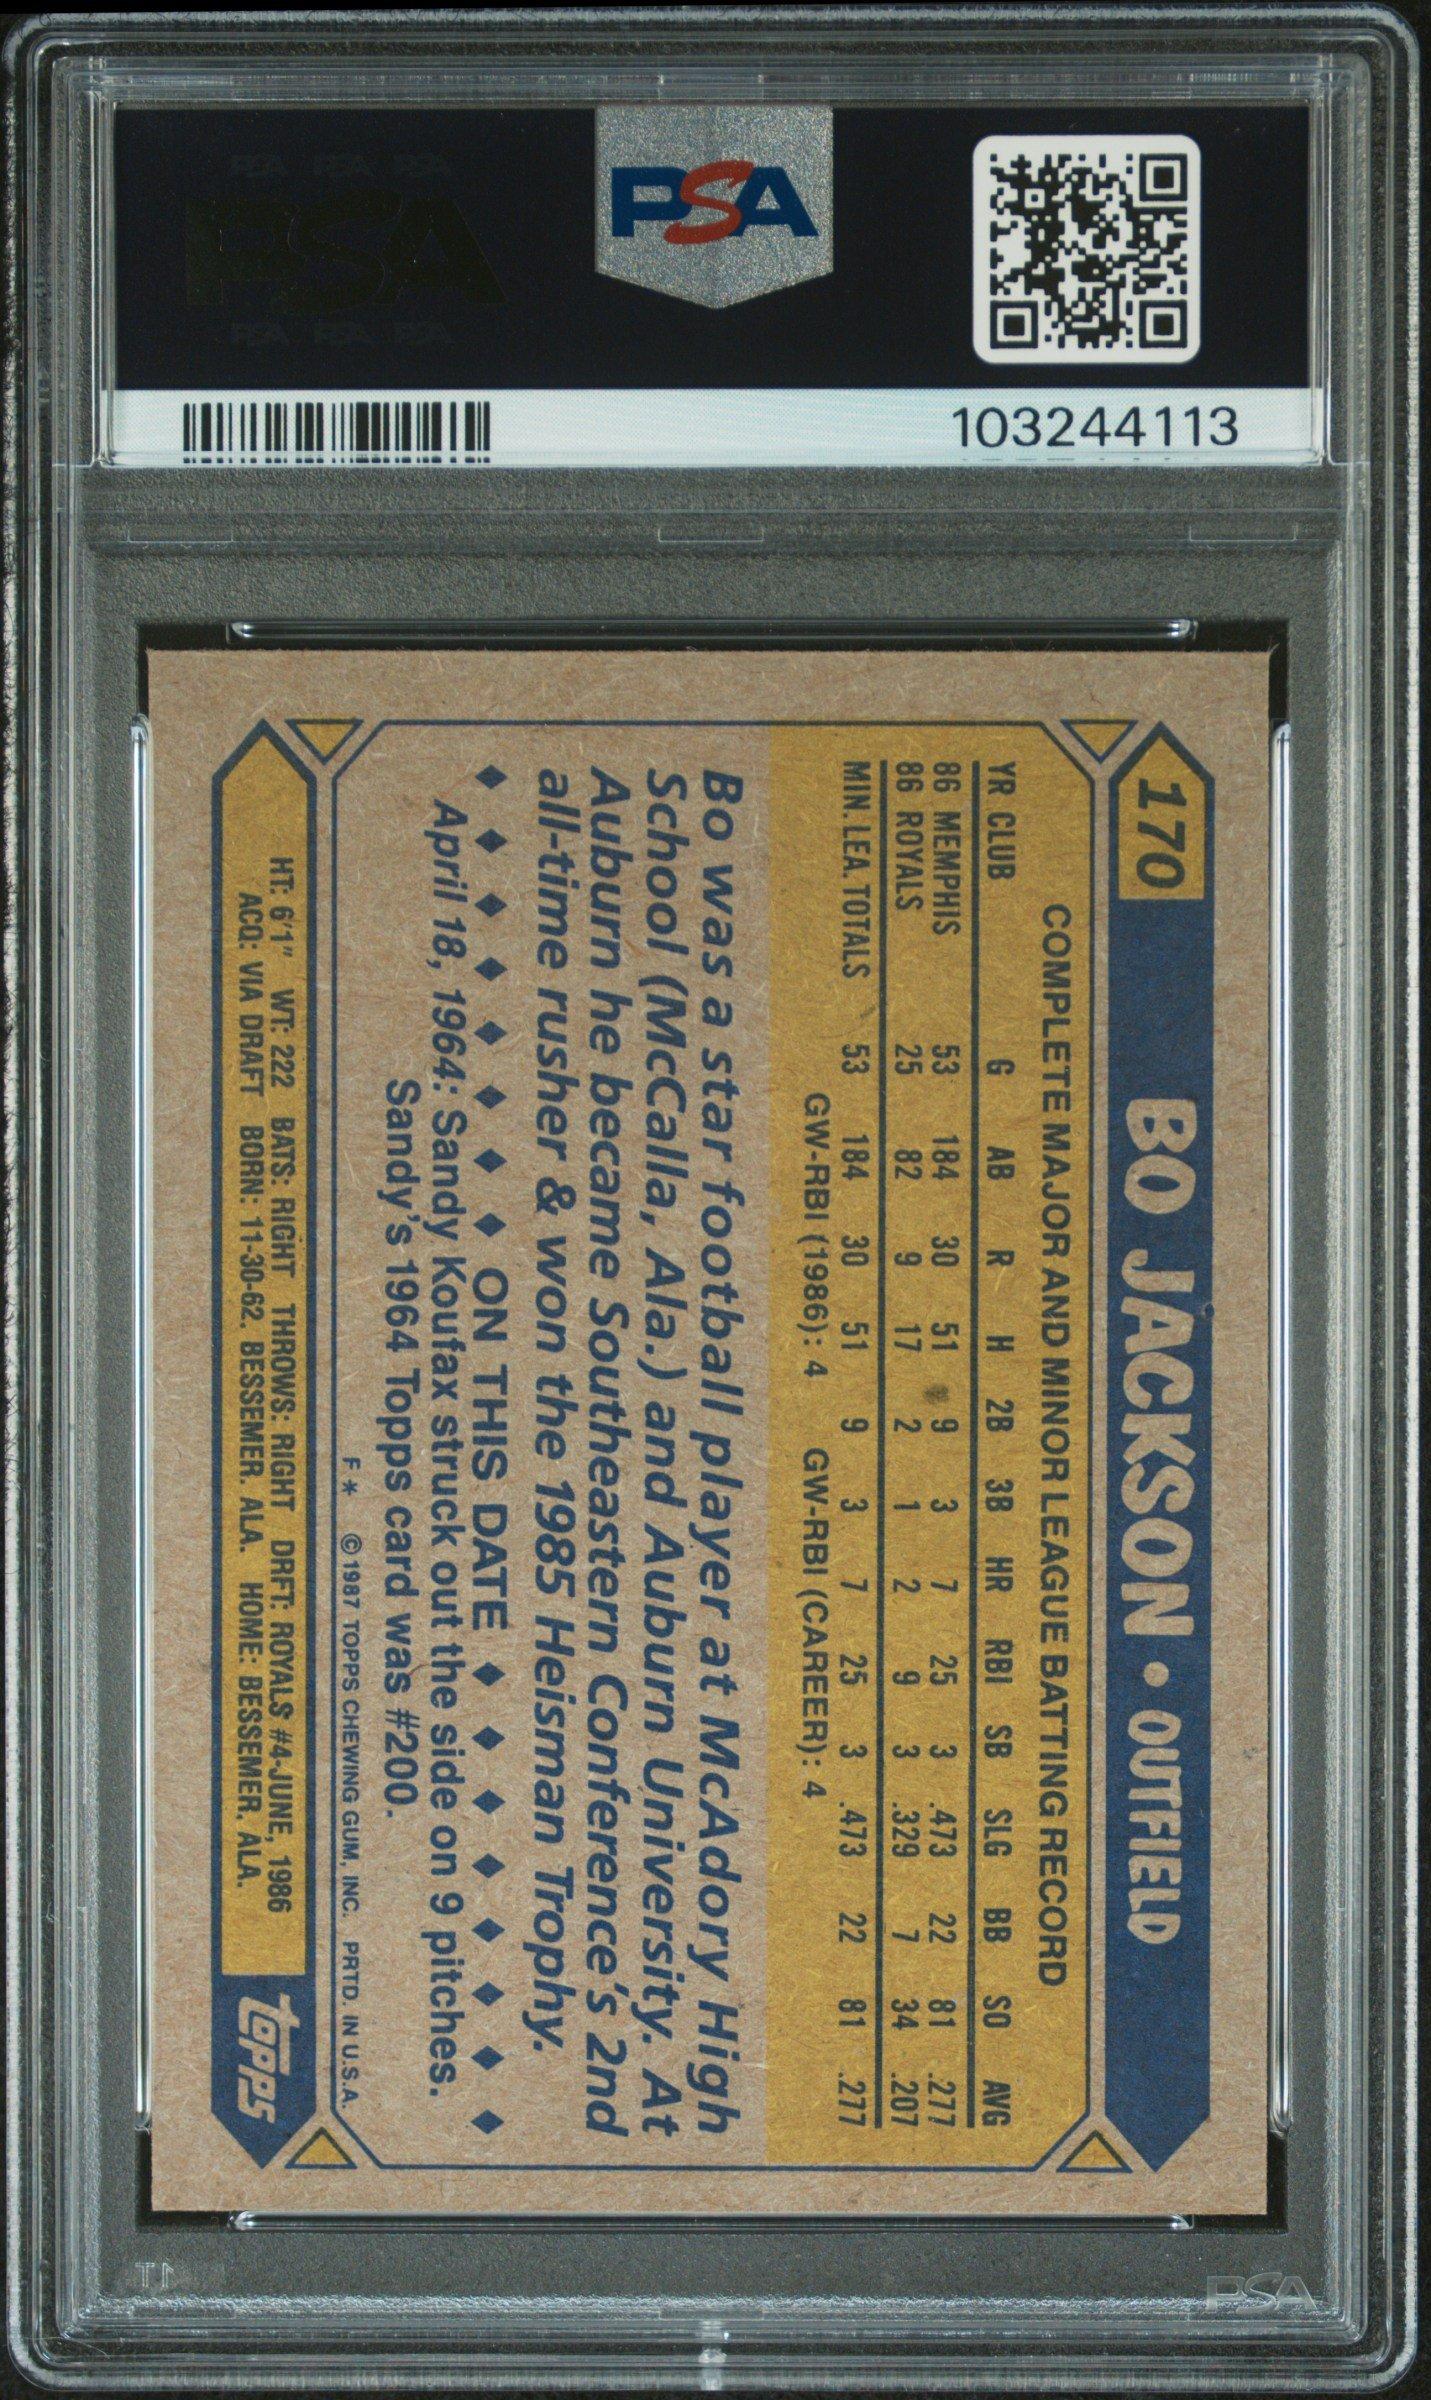 PSA
PSA PSA PSA
PSA
PSA PSA PSA
103244113
170
BO JACKSON • OUTFIELD
COMPLETE MAJOR AND MINOR LEAGUE BATTING RECORD
YR CLUB G AB R H 2B 3B HR RBI SB SLG BB SO AVG
86 MEMPHIS 53 184 30 51 9 3 7 25 3 .473 22 81 .277
86 ROYALS 25 82 9 17 2 1 2 9 3 .329 7 34 .207
MIN. LEA. TOTALS 53 184 30 51 9 3 7 25 3 .473 22 81 .277
GW-RBI (1986): 4 GW-RBI (CAREER): 4
Bo was a star football player at McAdory High
School (McCalla, Ala.) and Auburn University. At
Auburn he became Southeastern Conference's 2nd
all-time rusher & won the 1985 Heisman Trophy.
♦ ♦ ♦ ♦ ♦ ♦ ♦ ♦ ON THIS DATE ♦ ♦ ♦ ♦ ♦ ♦ ♦ ♦
April 18, 1964: Sandy Koufax struck out the side on 9 pitches.
Sandy's 1964 Topps card was #200.
F* ©1987 TOPPS CHEWING GUM, INC. PRTD. IN U.S.A.
HT: 6'1" WT: 222 BATS: RIGHT THROWS: RIGHT DRFT: ROYALS #4-JUNE, 1986
ACQ: VIA DRAFT BORN: 11-30-62, BESSEMER, ALA. HOME: BESSEMER, ALA.
topps
PSA